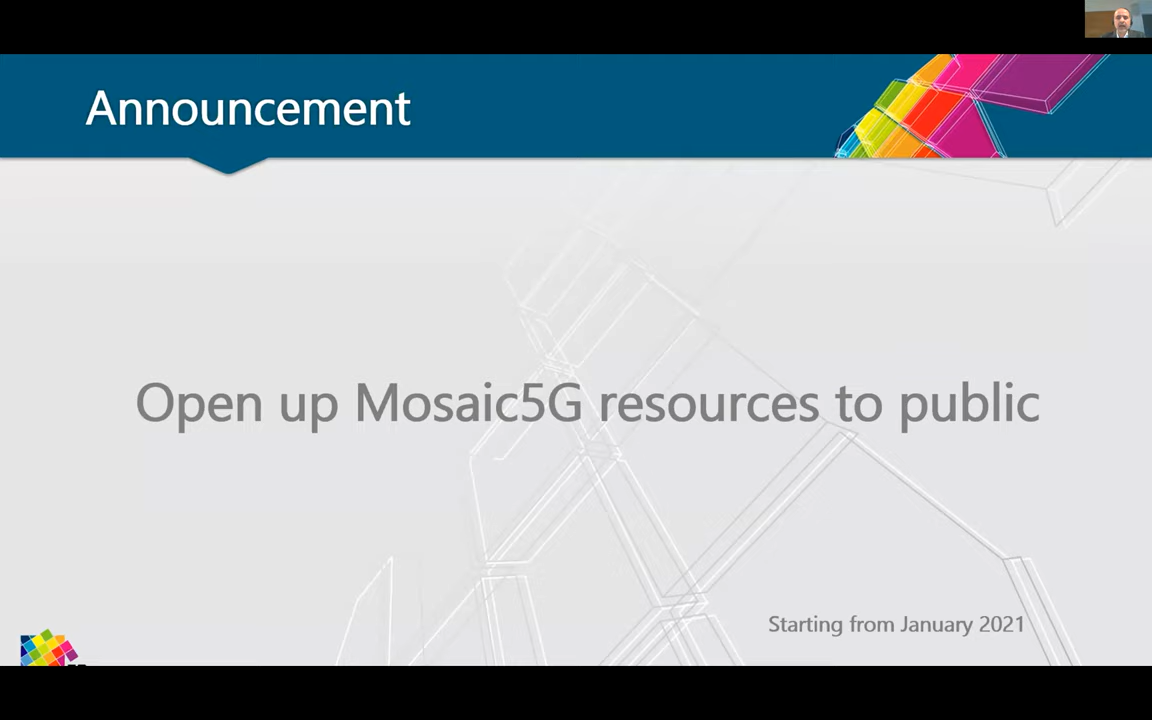 Announcement
Open up Mosaic5G resources to public
Starting from January 2021